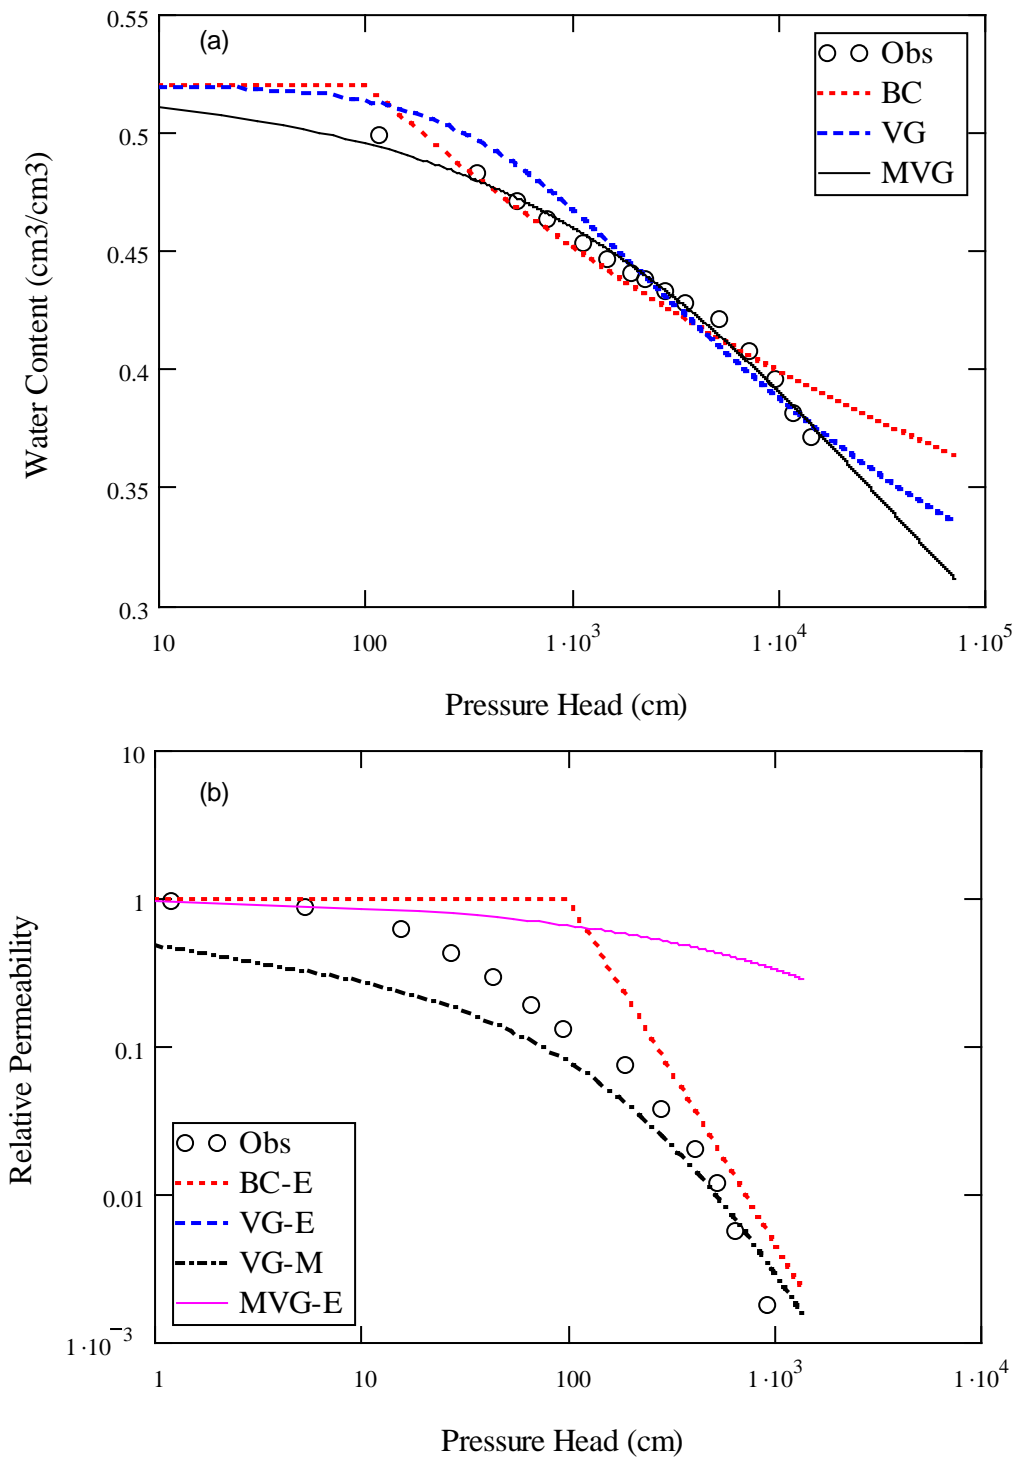 (a)
0.55
0.5
0.45
0.4
0.35
0.3
Water Content (cm3/cm3)
Obs
BC
VG
MVG
10 100 1·10³ 1·10⁴ 1·10⁵
Pressure Head (cm)
(b)
10
1
0.1
0.01
1·10⁻³
Relative Permeability
Obs
BC-E
VG-E
VG-M
MVG-E
1 10 100 1·10³ 1·10⁴
Pressure Head (cm)